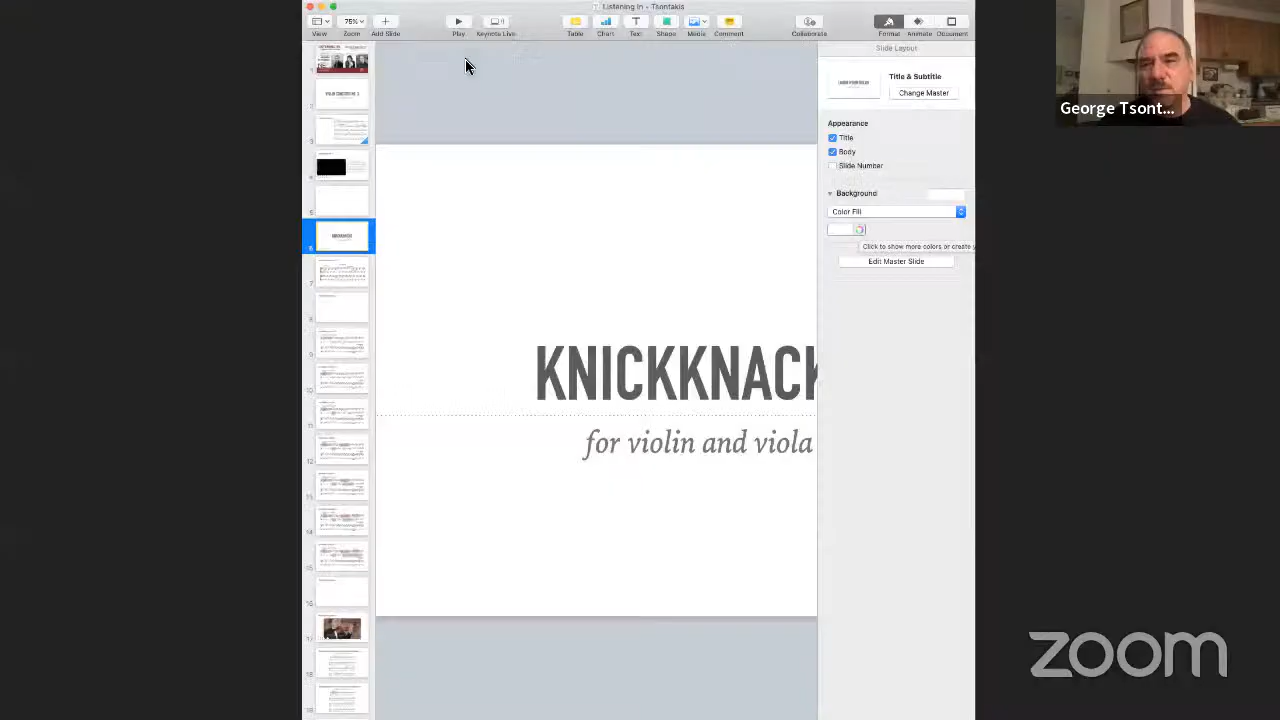 Listening In - Tsontakis
View
75%
Zoom
Add Slide
Play
Keynote Live
Table
Chart
Text
Shape
Media
Comment
Collaborate
Format
Animate
Document
Slide Layout
Title & Subtitle
Change Master
Appearance
Title
Body
Slide Number
Background
Color Fill
Click to show more colors or create y
Edit Master Slide
KNICKKNACK
for violin and viola
George Tsont...
zoom